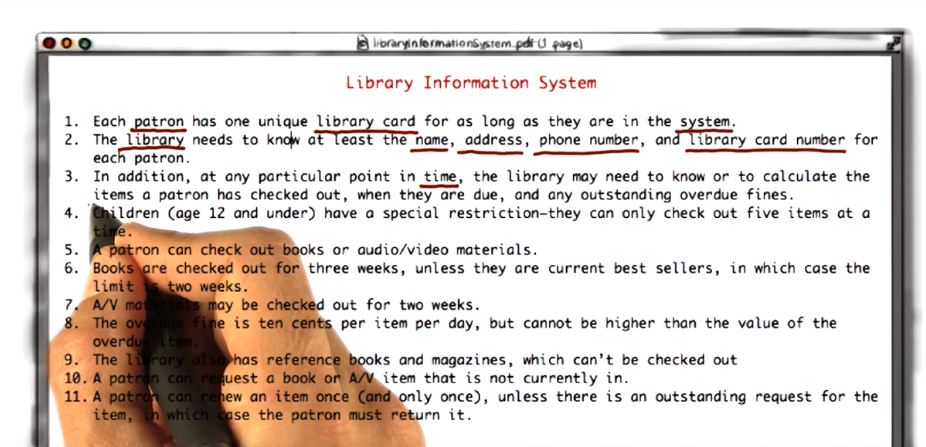 libraryInformationSystem.pdf (1 page)
Library Information System
1. Each patron has one unique library card for as long as they are in the system.
2. The library needs to know at least the name, address, phone number, and library card number for
each patron.
3. In addition, at any particular point in time, the library may need to know or to calculate the
items a patron has checked out, when they are due, and any outstanding overdue fines.
4. Children (age 12 and under) have a special restriction—they can only check out five items at a
time.
5. A patron can check out books or audio/video materials.
6. Books are checked out for three weeks, unless they are current best sellers, in which case the
limit is two weeks.
7. A/V materials may be checked out for two weeks.
8. The overdue fine is ten cents per item per day, but cannot be higher than the value of the
overdue item.
9. The library also has reference books and magazines, which can't be checked out
10. A patron can request a book or A/V item that is not currently in.
11. A patron can renew an item once (and only once), unless there is an outstanding request for the
item, in which case the patron must return it.